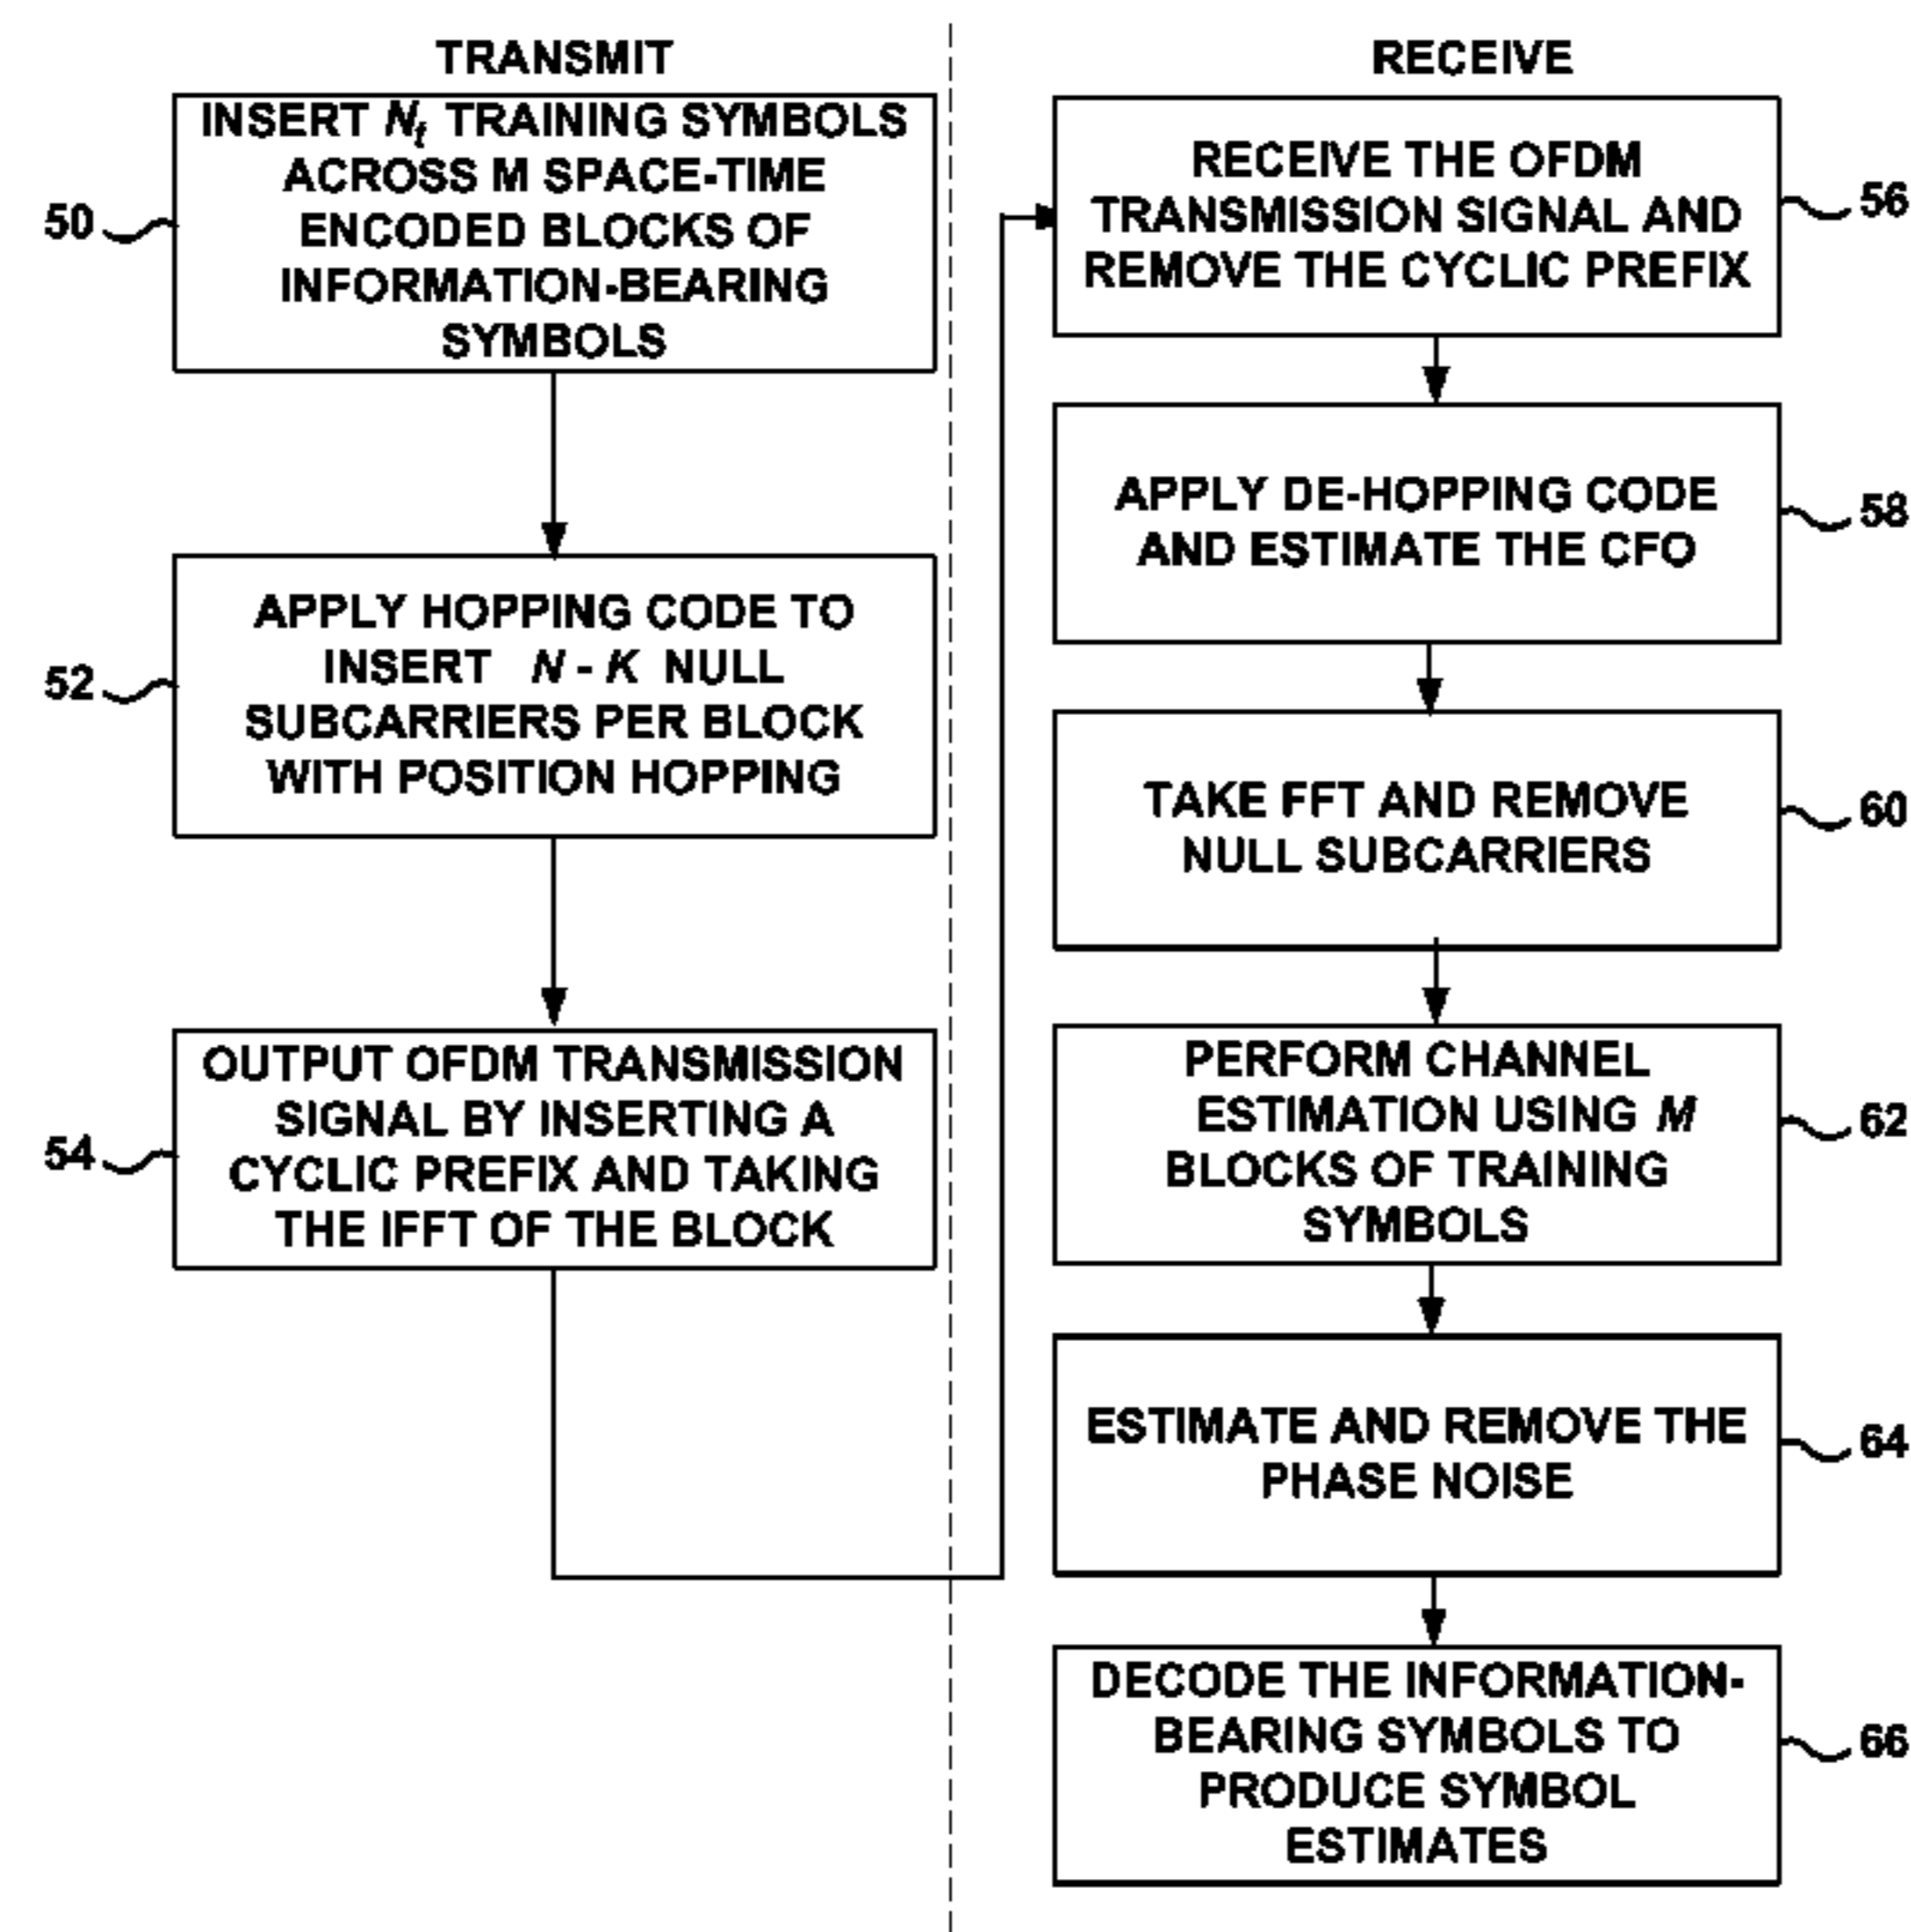 TRANSMIT
INSERT Nt TRAINING SYMBOLS
ACROSS M SPACE-TIME
ENCODED BLOCKS OF
INFORMATION-BEARING
SYMBOLS
50
APPLY HOPPING CODE TO
INSERT N - K NULL
SUBCARRIERS PER BLOCK
WITH POSITION HOPPING
52
OUTPUT OFDM TRANSMISSION
SIGNAL BY INSERTING A
CYCLIC PREFIX AND TAKING
THE IFFT OF THE BLOCK
54
RECEIVE
RECEIVE THE OFDM
TRANSMISSION SIGNAL AND
REMOVE THE CYCLIC PREFIX
56
APPLY DE-HOPPING CODE
AND ESTIMATE THE CFO
58
TAKE FFT AND REMOVE
NULL SUBCARRIERS
60
PERFORM CHANNEL
ESTIMATION USING M
BLOCKS OF TRAINING
SYMBOLS
62
ESTIMATE AND REMOVE THE
PHASE NOISE
64
DECODE THE INFORMATION-
BEARING SYMBOLS TO
PRODUCE SYMBOL
ESTIMATES
66